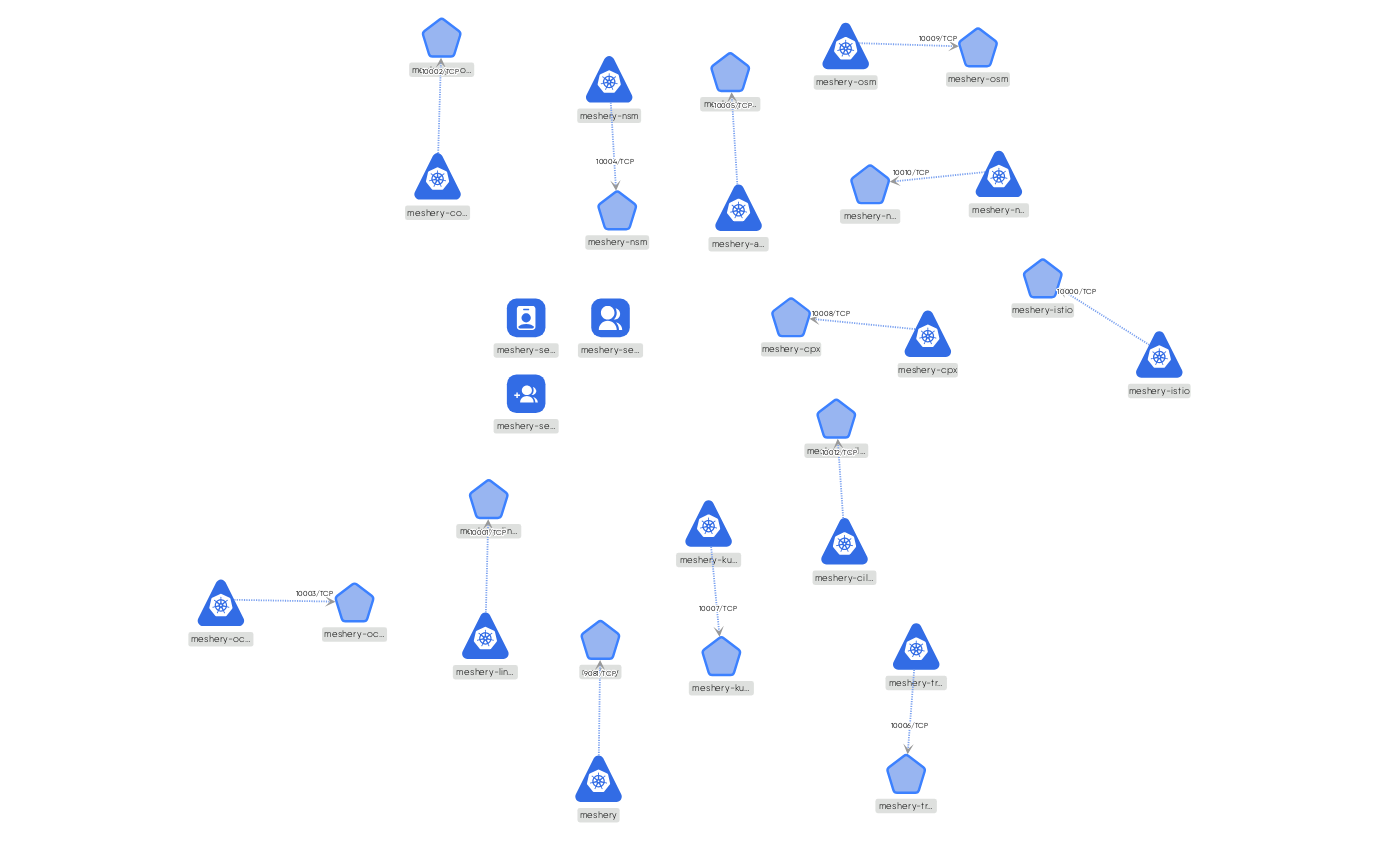 10009/TCP
meshery-osm
meshery-osm
10002/TCP
meshery-nsm
10005/TCP
10004/TCP
meshery-nsm
10010/TCP
meshery-n...
meshery-n...
meshery-co...
meshery-a...
10000/TCP
meshery-istio
10008/TCP
meshery-cpx
meshery-cpx
meshery-istio
meshery-se...
meshery-se...
meshery-se...
10012/TCP
10001/TCP
meshery-ku...
meshery-cil...
10003/TCP
meshery-oc...
meshery-oc...
10007/TCP
meshery-lin...
9081/TCP
meshery-ku...
meshery-tr...
10006/TCP
meshery-tr...
meshery